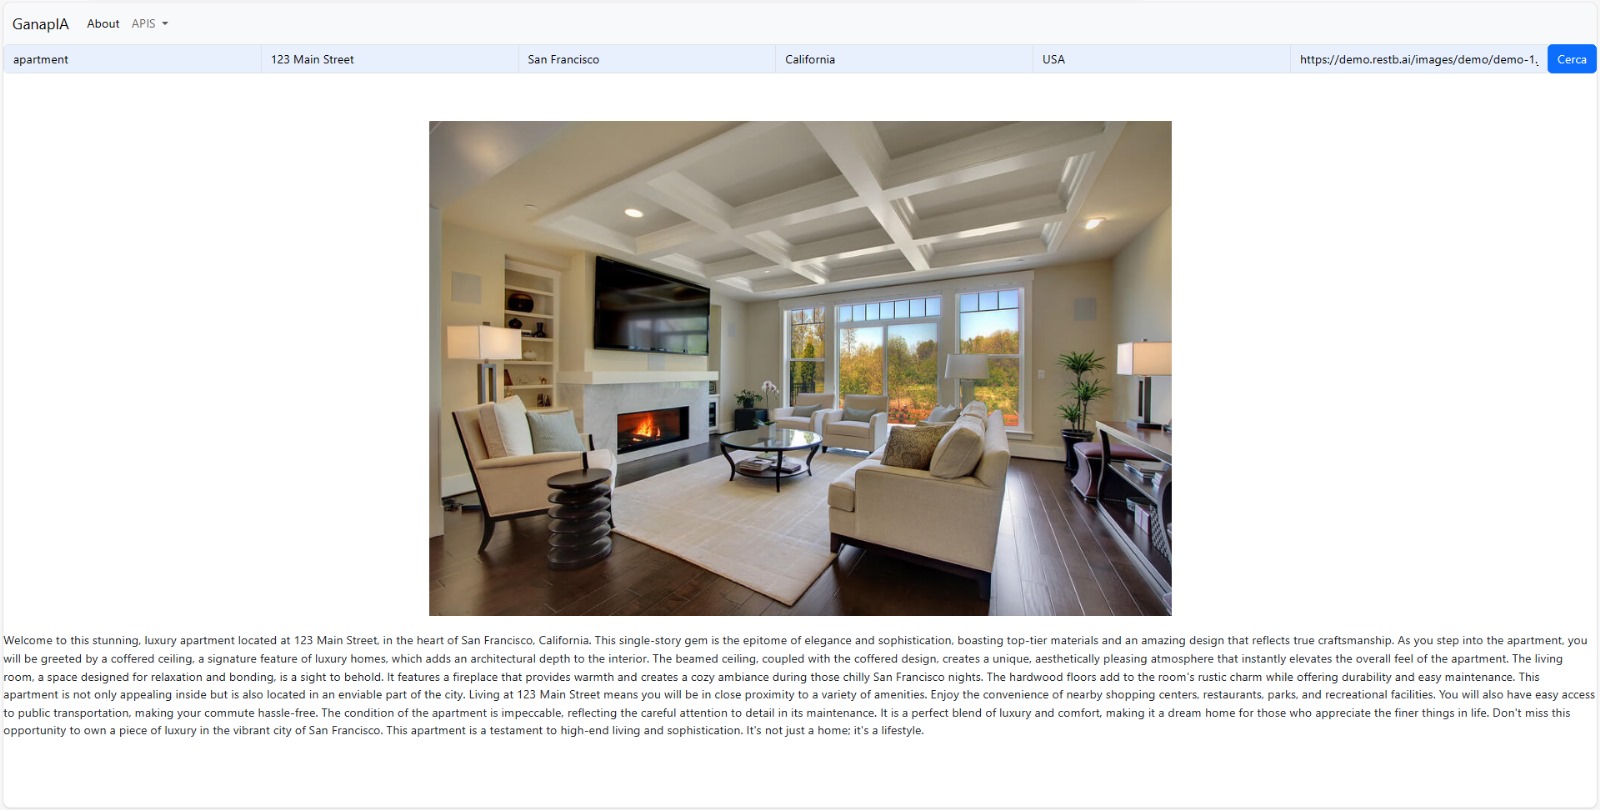 GanapIA About APIS
apartment 123 Main Street San Francisco California USA https://demo.restb.ai/images/demo/demo-1. Cerca
Welcome to this stunning, luxury apartment located at 123 Main Street, in the heart of San Francisco, California. This single-story gem is the epitome of elegance and sophistication, boasting top-tier materials and an amazing design that reflects true craftsmanship. As you step into the apartment, you
will be greeted by a coffered ceiling, a signature feature of luxury homes, which adds an architectural depth to the interior. The beamed ceiling, coupled with the coffered design, creates a unique, aesthetically pleasing atmosphere that instantly elevates the overall feel of the apartment. The living
room, a space designed for relaxation and bonding, is a sight to behold. It features a fireplace that provides warmth and creates a cozy ambiance during those chilly San Francisco nights. The hardwood floors add to the room's rustic charm while offering durability and easy maintenance. This
apartment is not only appealing inside but is also located in an enviable part of the city. Living at 123 Main Street means you will be in close proximity to a variety of amenities. Enjoy the convenience of nearby shopping centers, restaurants, parks, and recreational facilities. You will also have easy access
to public transportation, making your commute hassle-free. The condition of the apartment is impeccable, reflecting the careful attention to detail in its maintenance. It is a perfect blend of luxury and comfort, making it a dream home for those who appreciate the finer things in life. Don't miss this
opportunity to own a piece of luxury in the vibrant city of San Francisco. This apartment is a testament to high-end living and sophistication. It's not just a home; it's a lifestyle.